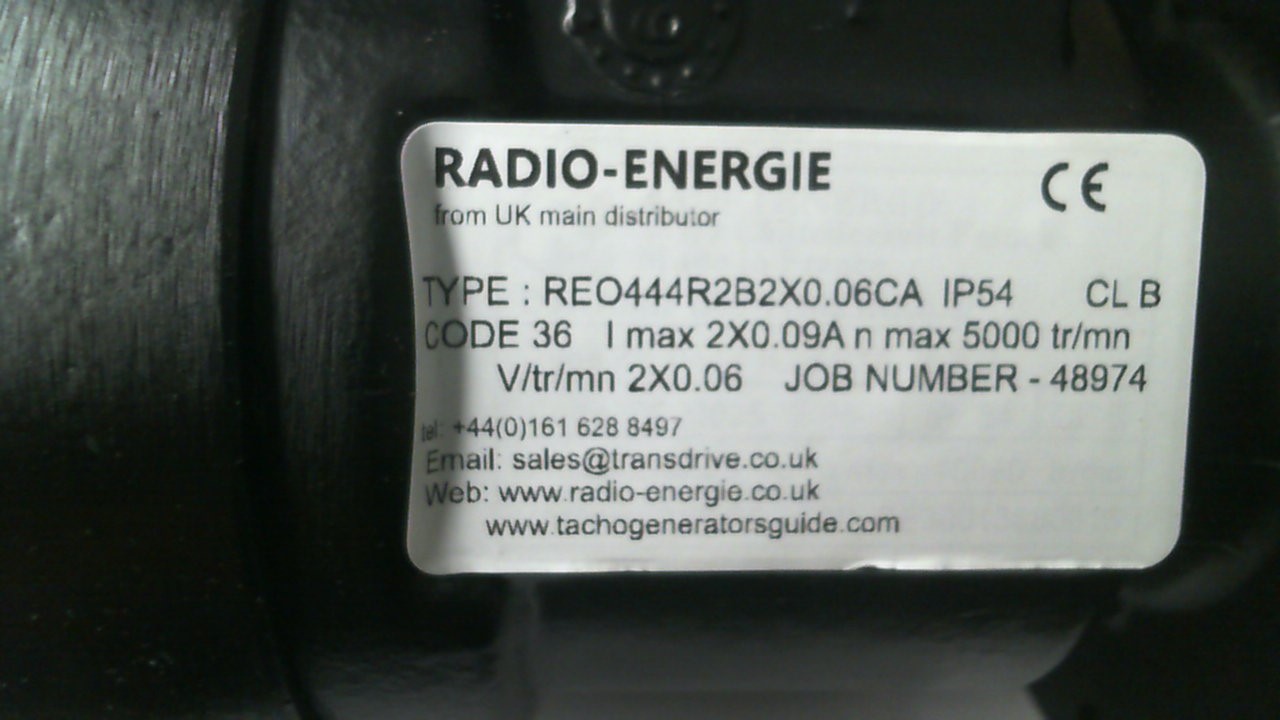 RADIO-ENERGIE CE
from UK main distributor
TYPE : REO444R2B2X0.06CA IP54 CL B
CODE 36 I max 2X0.09A n max 5000 tr/mn
V/tr/mn 2X0.06 JOB NUMBER - 48974
tel: +44(0)161 628 8497
Email: sales@transdrive.co.uk
Web: www.radio-energie.co.uk
www.tachogeneratorsguide.com